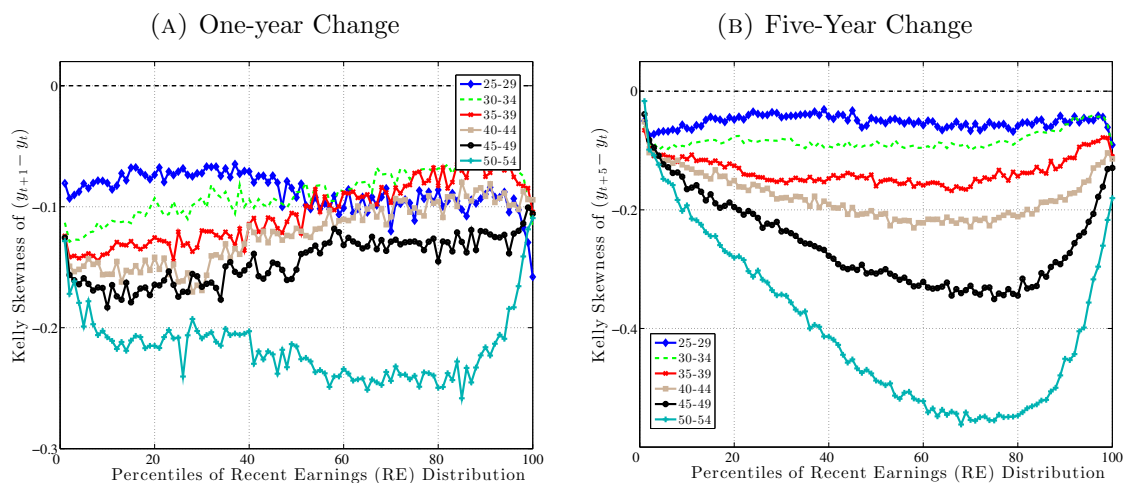 (A) One-year Change
Kelly Skewness of (y_{t+1} − y_t)
0
−0.1
−0.2
−0.3
25-29
30-34
35-39
40-44
45-49
50-54
0 20 40 60 80 100
Percentiles of Recent Earnings (RE) Distribution
(B) Five-Year Change
Kelly Skewness of (y_{t+5} − y_t)
0
−0.2
−0.4
25-29
30-34
35-39
40-44
45-49
50-54
0 20 40 60 80 100
Percentiles of Recent Earnings (RE) Distribution